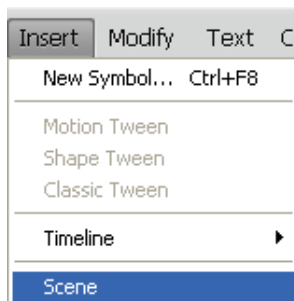 Insert Modify Text C
New Symbol... Ctrl+F8
Motion Tween
Shape Tween
Classic Tween
Timeline
Scene